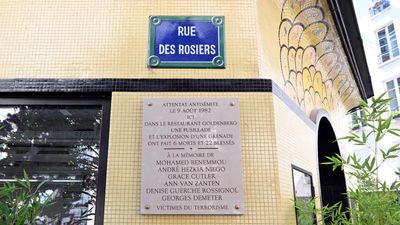 RUE
DES ROSIERS
ATTENTAT ANTISÉMITE
LE 9 AOÛT 1982
ICI
DANS LE RESTAURANT GOLDENBERG
UNE FUSILLADE
ET L'EXPLOSION D'UNE GRENADE
ONT FAIT 6 MORTS ET 22 BLESSÉS
À LA MÉMOIRE DE
MOHAMED BENEMMOU
ANDRÉ HEZKIA NIEGO
GRACE CUTLER
ANN VAN ZANTEN
DENISE GUERCHE ROSSIGNOL
GEORGES DEMETER
VICTIMES DU TERRORISME